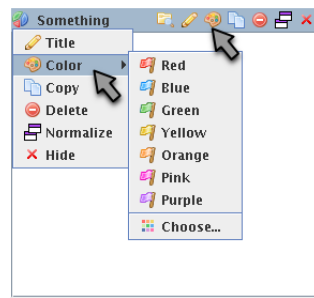 Something
Title
Color
Copy
Delete
Normalize
Hide
Red
Blue
Green
Yellow
Orange
Pink
Purple
Choose...